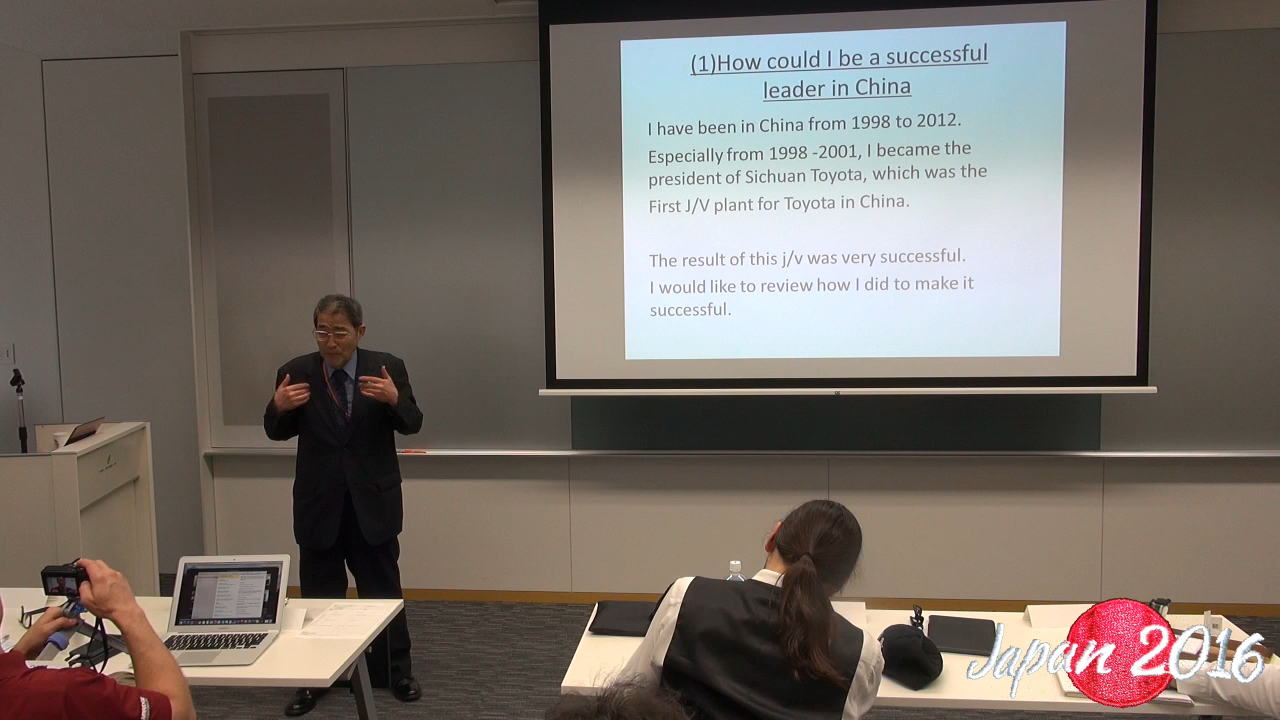 (1)How could I be a successful
leader in China
I have been in China from 1998 to 2012.
Especially from 1998 -2001, I became the
president of Sichuan Toyota, which was the
First J/V plant for Toyota in China.
The result of this j/v was very successful.
I would like to review how I did to make it
successful.
Japan 2016